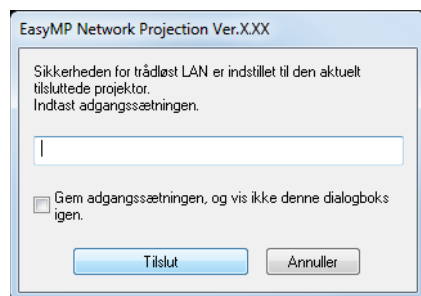 EasyMP Network Projection Ver.X.XX
Sikkerheden for trådløst LAN er indstillet til den aktuelt
tilsluttede projektor.
Indtast adgangssætningen.
Gem adgangssætningen, og vis ikke denne dialogboks
igen.
Tilslut
Annuller